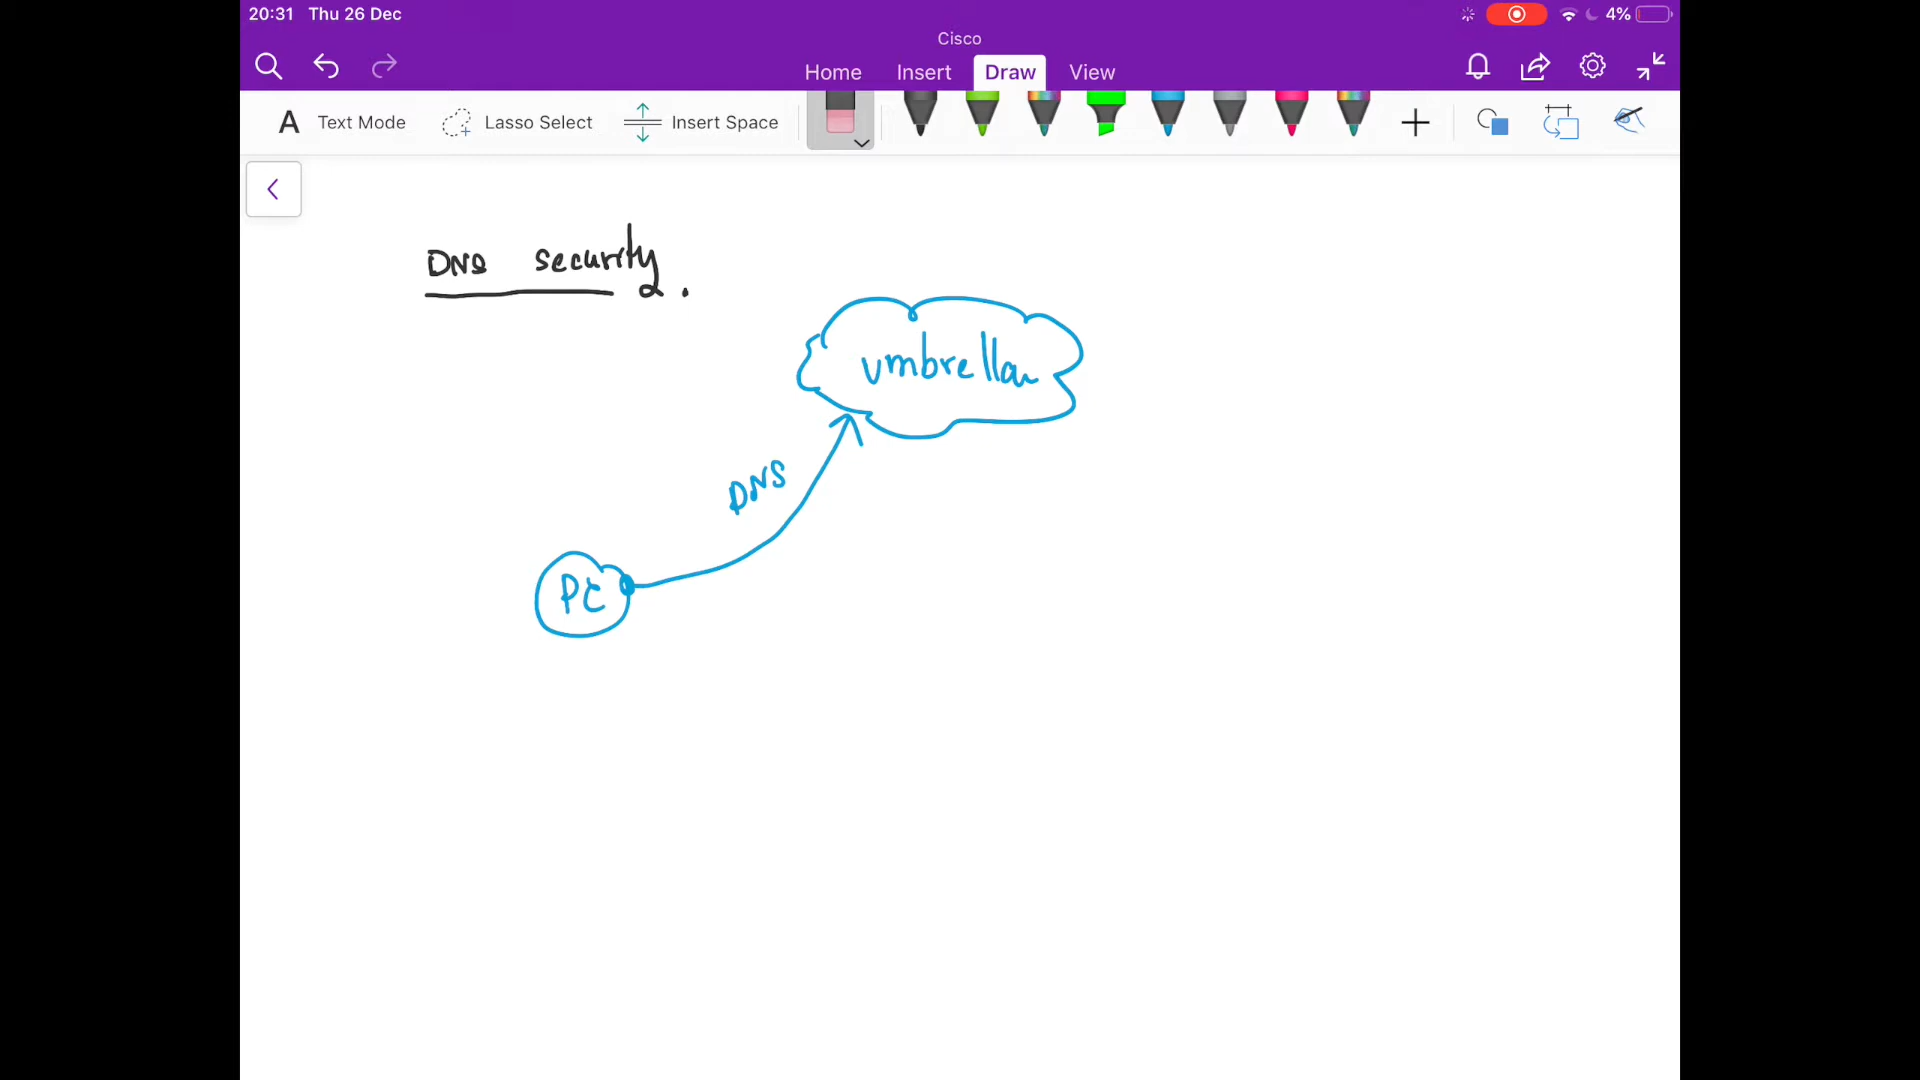 20:31 Thu 26 Dec
4%
Cisco
Home Insert Draw View
A Text Mode Lasso Select Insert Space
DNS security.
umbrella
DNS
PC